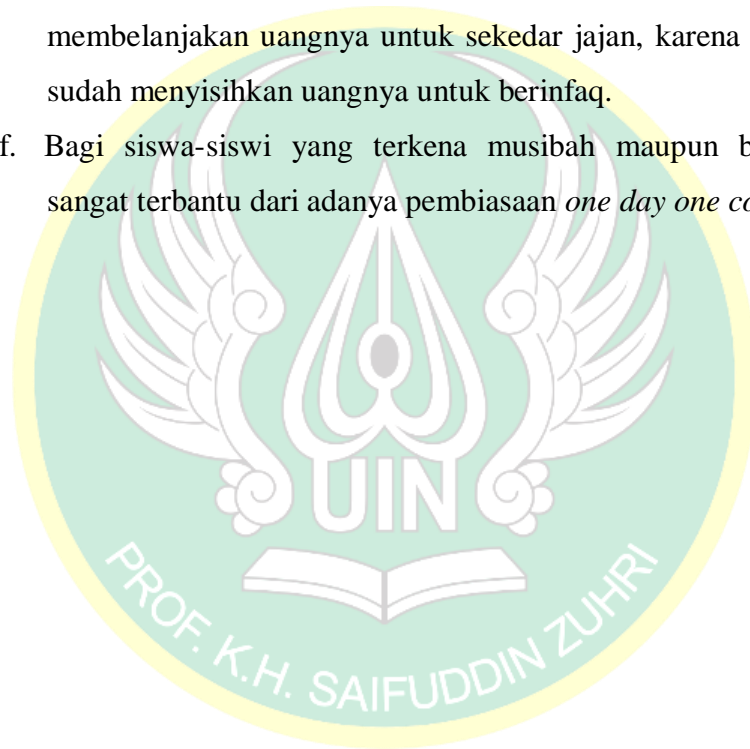 membelanjakan uangnya untuk sekedar jajan, karena
sudah menyisihkan uangnya untuk berinfaq.
f. Bagi siswa-siswi yang terkena musibah maupun
sangat terbantu dari adanya pembiasaan one day one
UIN
PROF. K.H. SAIFUDDIN ZUHRI